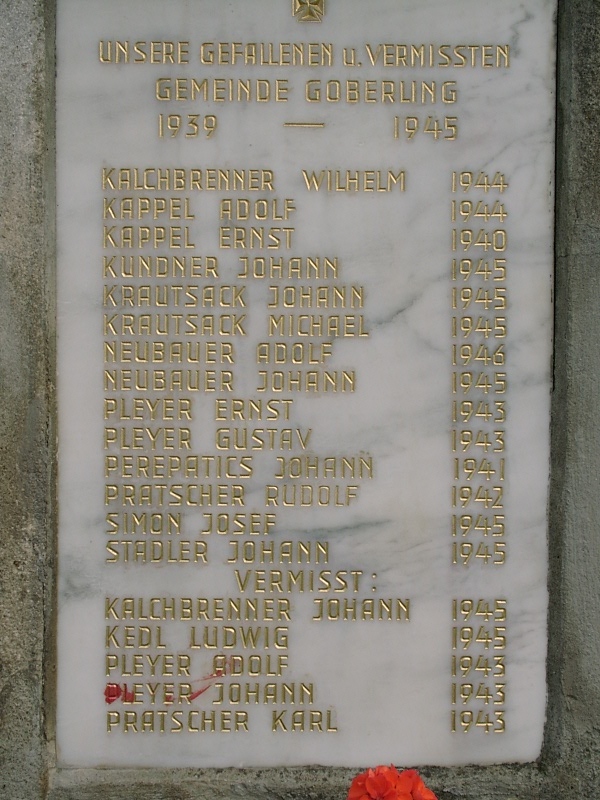 UNSERE GEFALLENEN u. VERMISSTEN
GEMEINDE GOBERLING
1939 — 1945
KALCHBRENNER WILHELM 1944
KAPPEL ADOLF 1944
KAPPEL ERNST 1940
KUNDNER JOHANN 1945
KRAUTSACK JOHANN 1945
KRAUTSACK MICHAEL 1945
NEUBAUER ADOLF 1946
NEUBAUER JOHANN 1945
PLEYER ERNST 1943
PLEYER GUSTAV 1943
PEREPATICS JOHANN 1941
PRATSCHER RUDOLF 1942
SIMON JOSEF 1945
STADLER JOHANN 1945
VERMISST:
KALCHBRENNER JOHANN 1945
KEDL LUDWIG 1945
PLEYER ADOLF 1943
PLEYER JOHANN 1943
PRATSCHER KARL 1943